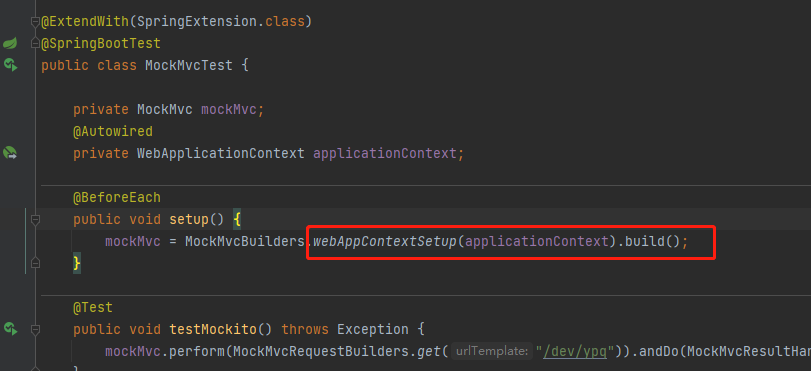 @ExtendWith(SpringExtension.class)
@SpringBootTest
public class MockMvcTest {
private MockMvc mockMvc;
@Autowired
private WebApplicationContext applicationContext;
@BeforeEach
public void setup() {
mockMvc = MockMvcBuilders.webAppContextSetup(applicationContext).build();
}
@Test
public void testMockito() throws Exception {
mockMvc.perform(MockMvcRequestBuilders.get( urlTemplate: "/dev/ypq")).andDo(MockMvcResultHan